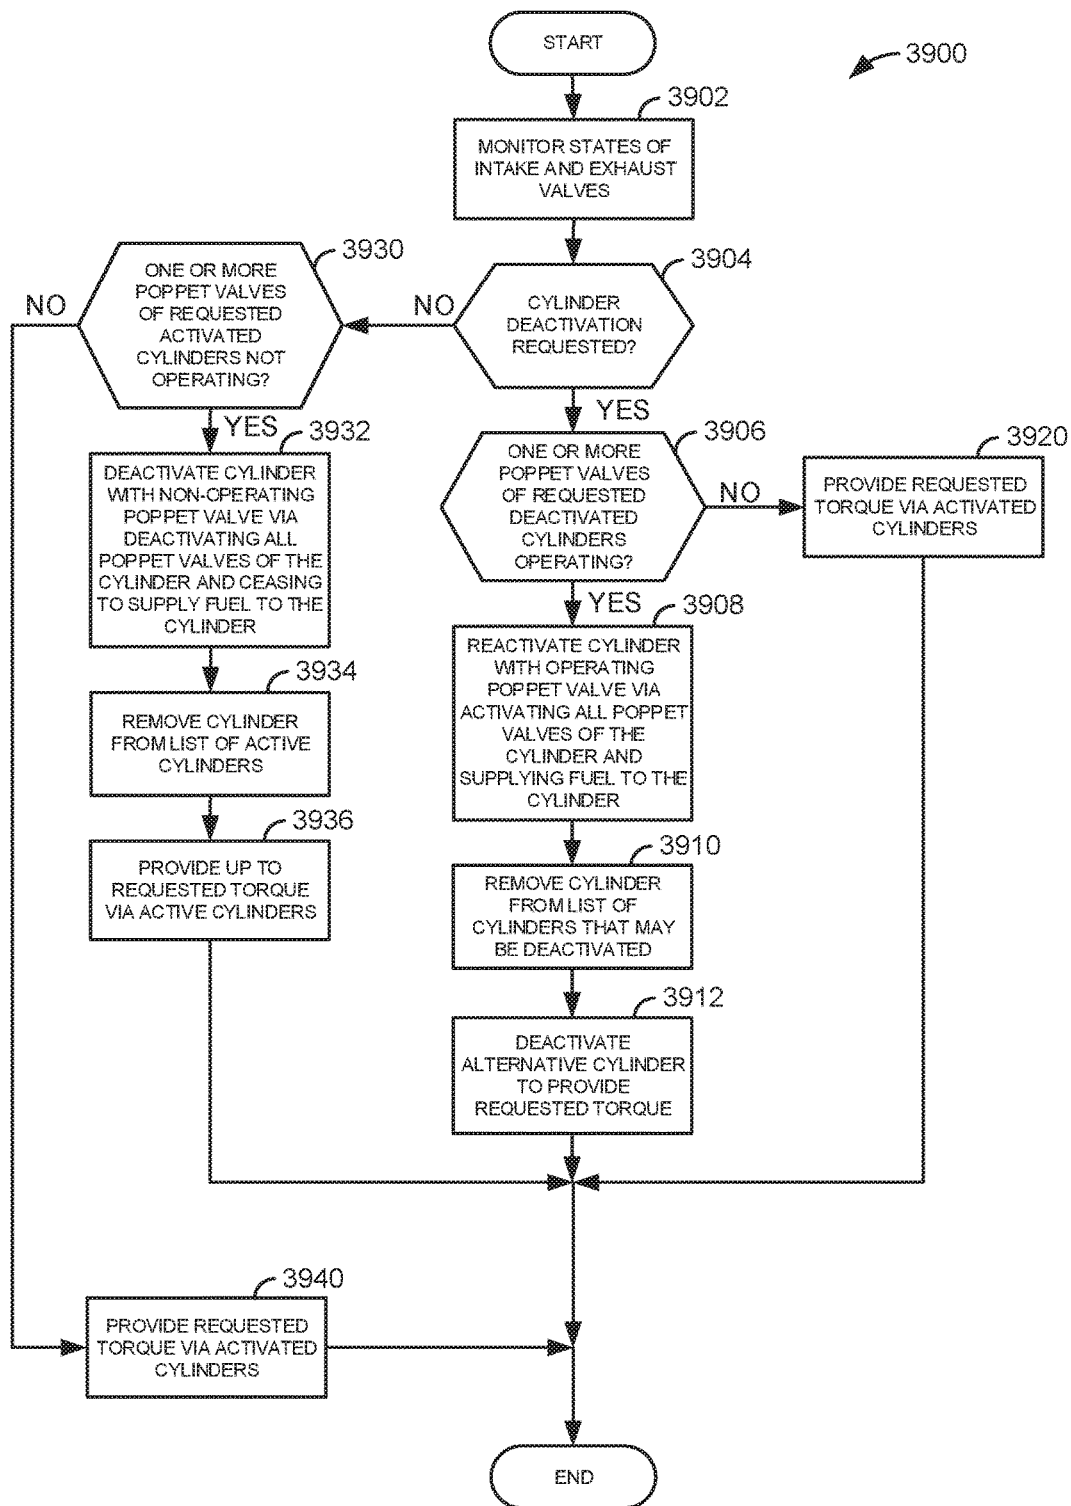 START
3900
3902
MONITOR STATES OF
INTAKE AND EXHAUST
VALVES
3930
ONE OR MORE
POPPET VALVES
OF REQUESTED
ACTIVATED
CYLINDERS NOT
OPERATING?
NO
NO
3904
CYLINDER
DEACTIVATION
REQUESTED?
YES
YES
3932
DEACTIVATE CYLINDER
WITH NON-OPERATING
POPPET VALVE VIA
DEACTIVATING ALL
POPPET VALVES OF THE
CYLINDER AND CEASING
TO SUPPLY FUEL TO THE
CYLINDER
3906
ONE OR MORE
POPPET VALVES
OF REQUESTED
DEACTIVATED
CYLINDERS
OPERATING?
NO
3920
PROVIDE REQUESTED
TORQUE VIA ACTIVATED
CYLINDERS
YES
3908
REACTIVATE CYLINDER
WITH OPERATING
POPPET VALVE VIA
ACTIVATING ALL POPPET
VALVES OF THE
CYLINDER AND
SUPPLYING FUEL TO THE
CYLINDER
3934
REMOVE CYLINDER
FROM LIST OF ACTIVE
CYLINDERS
3936
PROVIDE UP TO
REQUESTED TORQUE
VIA ACTIVE CYLINDERS
3910
REMOVE CYLINDER
FROM LIST OF
CYLINDERS THAT MAY
BE DEACTIVATED
3912
DEACTIVATE
ALTERNATIVE CYLINDER
TO PROVIDE
REQUESTED TORQUE
3940
PROVIDE REQUESTED
TORQUE VIA ACTIVATED
CYLINDERS
END